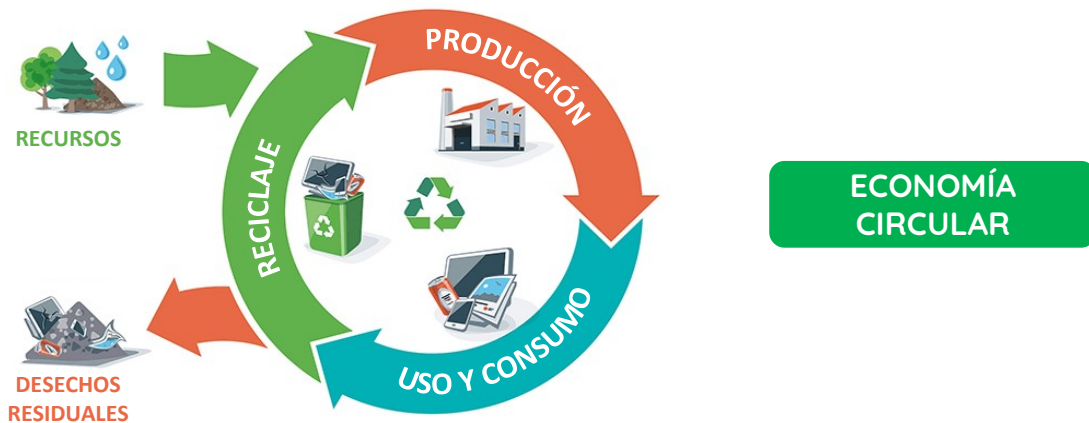 PRODUCCIÓN
RECURSOS
RECICLAJE
ECONOMÍA
CIRCULAR
USO Y CONSUMO
DESECHOS
RESIDUALES